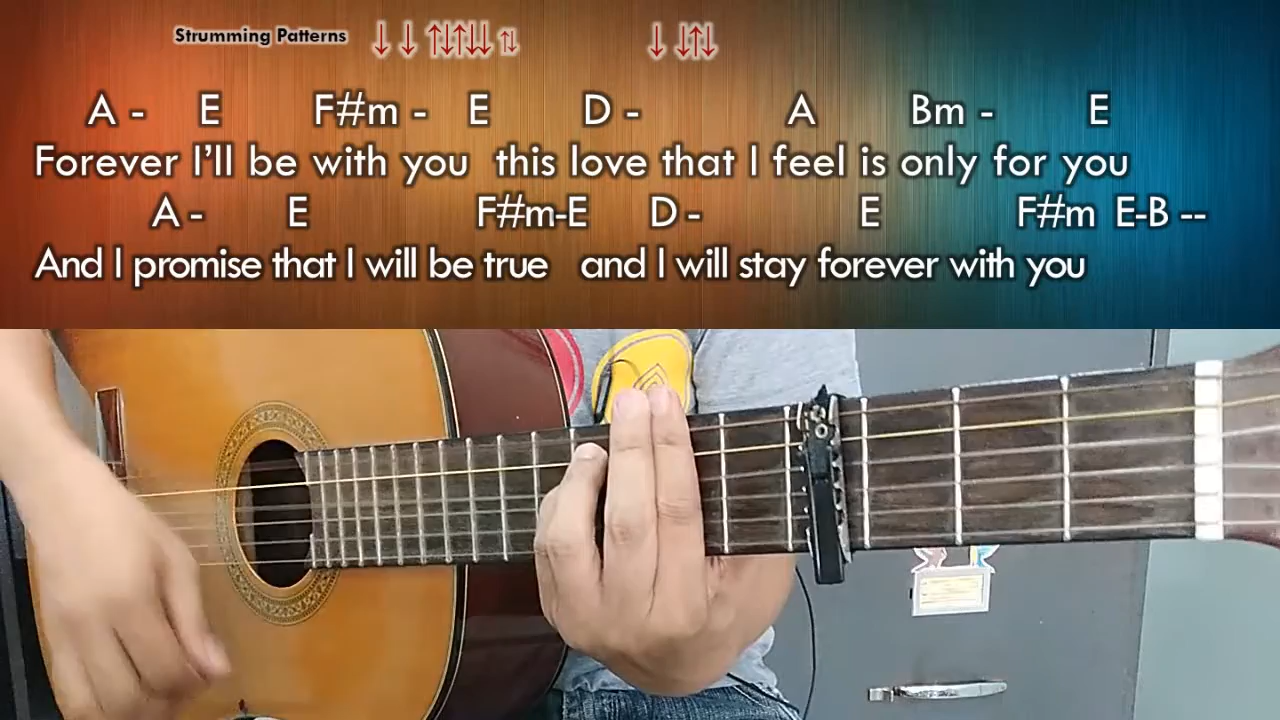 Strumming Patterns ↓ ↓ ↑↓↑↓↓ ↑↓ ↓ ↓↑↓
A - E F#m - E D - A Bm - E
Forever I'll be with you this love that I feel is only for you
A - E F#m-E D - E F#m E-B --
And I promise that I will be true and I will stay forever with you